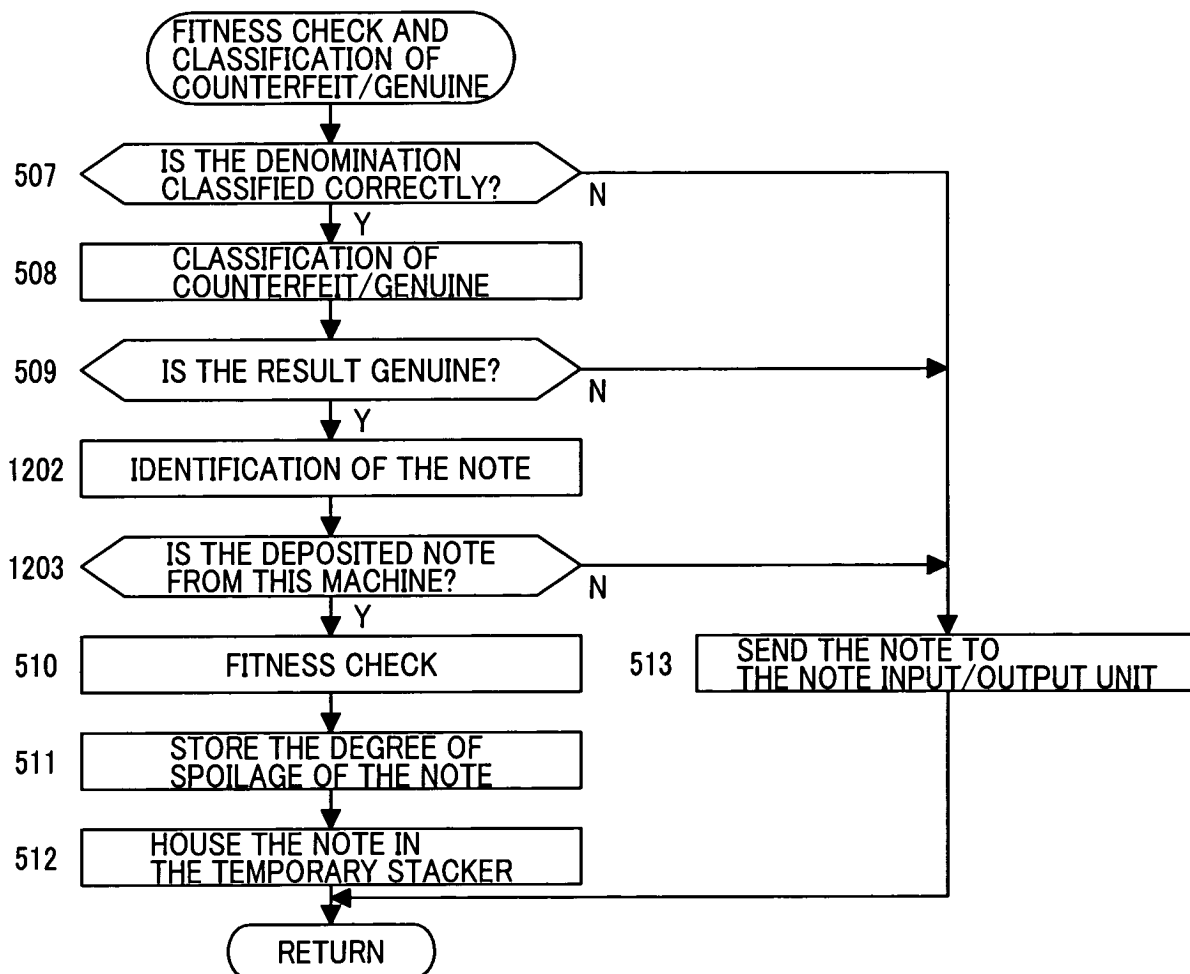 FITNESS CHECK AND
CLASSIFICATION OF
COUNTERFEIT/GENUINE
507
IS THE DENOMINATION
CLASSIFIED CORRECTLY?
N
Y
508
CLASSIFICATION OF
COUNTERFEIT/GENUINE
509
IS THE RESULT GENUINE?
N
Y
1202
IDENTIFICATION OF THE NOTE
1203
IS THE DEPOSITED NOTE
FROM THIS MACHINE?
N
Y
510
FITNESS CHECK
513
SEND THE NOTE TO
THE NOTE INPUT/OUTPUT UNIT
511
STORE THE DEGREE OF
SPOILAGE OF THE NOTE
512
HOUSE THE NOTE IN
THE TEMPORARY STACKER
RETURN